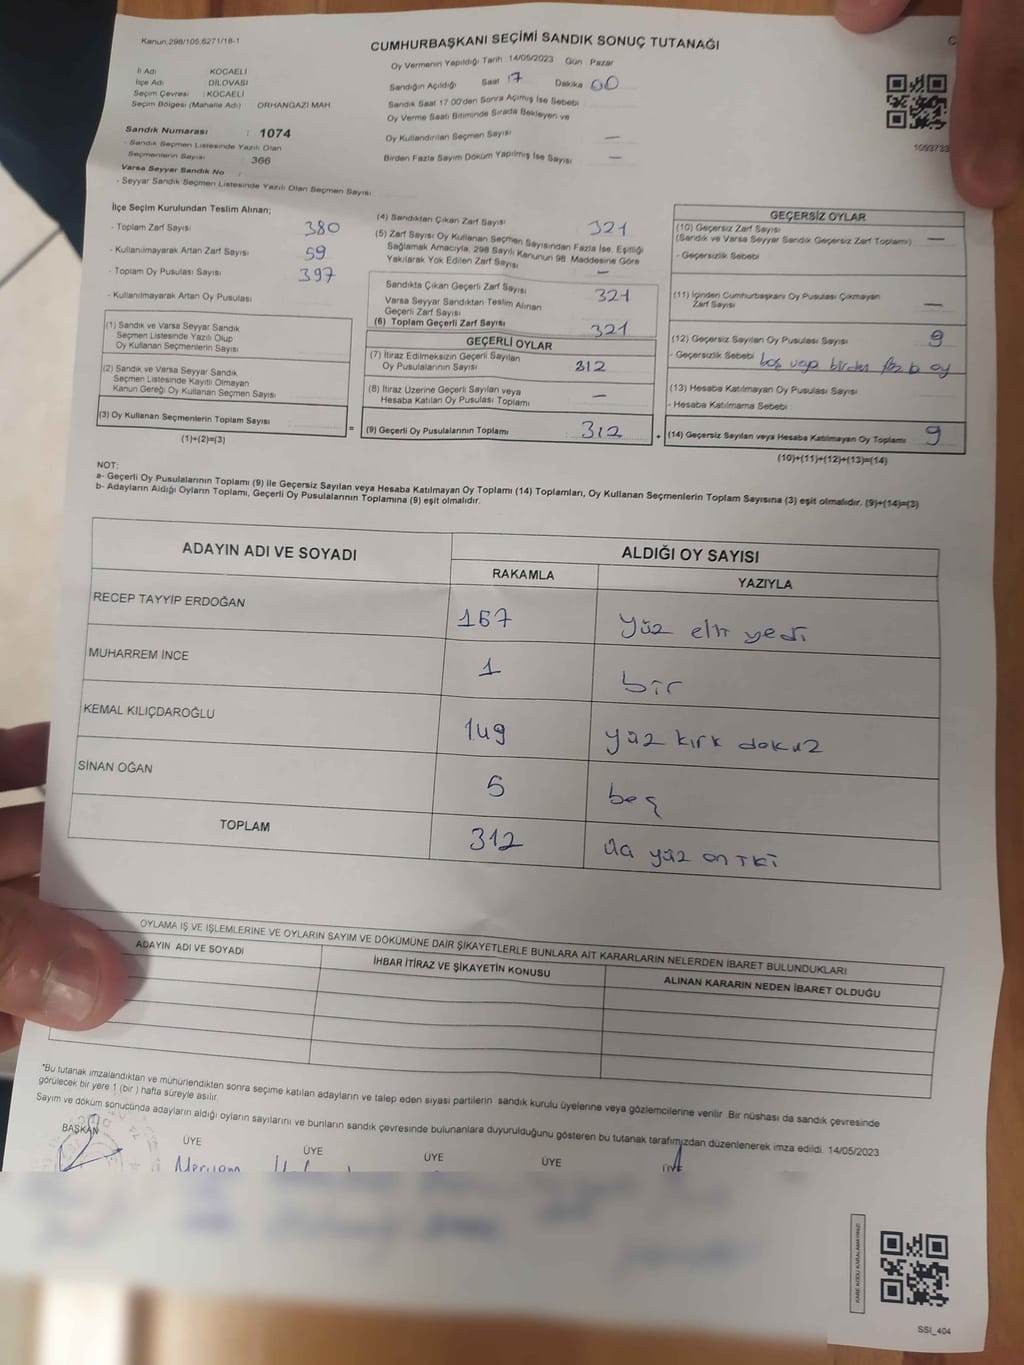 Kanun.298/105;6271/18-1
CUMHURBAŞKANI SEÇİMİ SANDIK SONUÇ TUTANAĞI
İl Adı KOCAELİ
İlçe Adı DİLOVASI
Seçim Çevresi : KOCAELİ
Seçim Bölgesi (Mahalle Adı) ORHANGAZİ MAH.
Sandık Numarası : 1074
- Sandık Seçmen Listesinde Yazılı Olan
Seçmenlerin Sayısı : 366
Varsa Seyyar Sandık No :
- Seyyar Sandık Seçmen Listesinde Yazılı Olan Seçmen Sayısı
Oy Vermenin Yapıldığı Tarih : 14/05/2023 Gün : Pazar
Sandığın Açıldığı Saat 17 Dakika 00
Sandık Saat 17.00'den Sonra Açılmış İse Sebebi
Oy Verme Saati Bitiminde Sırada Bekleyen ve
Oy Kullandırılan Seçmen Sayısı —
Birden Fazla Sayım Döküm Yapılmış İse Sayısı —
1093733
İlçe Seçim Kurulundan Teslim Alınan;
- Toplam Zarf Sayısı 380
- Kullanılmayarak Artan Zarf Sayısı 59
- Toplam Oy Pusulası Sayısı 397
- Kullanılmayarak Artan Oy Pusulası
(1) Sandık ve Varsa Seyyar Sandık
Seçmen Listesinde Yazılı Olup
Oy Kullanan Seçmenlerin Sayısı
(2) Sandık ve Varsa Seyyar Sandık
Seçmen Listesinde Kayıtlı Olmayan
Kanun Gereği Oy Kullanan Seçmen Sayısı
(3) Oy Kullanan Seçmenlerin Toplam Sayısı
(1)+(2)=(3)
(4) Sandıktan Çıkan Zarf Sayısı 321
(5) Zarf Sayısı Oy Kullanan Seçmen Sayısından Fazla İse, Eşitliği
Sağlamak Amacıyla, 298 Sayılı Kanunun 98. Maddesine Göre
Yakılarak Yok Edilen Zarf Sayısı —
Sandıkta Çıkan Geçerli Zarf Sayısı 321
Varsa Seyyar Sandıktan Teslim Alınan
Geçerli Zarf Sayısı
(6) Toplam Geçerli Zarf Sayısı 321
GEÇERLİ OYLAR
(7) İtiraz Edilmeksizin Geçerli Sayılan
Oy Pusulalarının Sayısı 312
(8) İtiraz Üzerine Geçerli Sayılan veya
Hesaba Katılan Oy Pusulası Toplamı —
= (9) Geçerli Oy Pusulalarının Toplamı 312
GEÇERSİZ OYLAR
(10) Geçersiz Zarf Sayısı
(Sandık ve Varsa Seyyar Sandık Geçersiz Zarf Toplamı) —
- Geçersizlik Sebebi
(11) İçinden Cumhurbaşkanı Oy Pusulası Çıkmayan
Zarf Sayısı —
(12) Geçersiz Sayılan Oy Pusulası Sayısı 9
- Geçersizlik Sebebi boş veya birden oy
(13) Hesaba Katılmayan Oy Pusulası Sayısı
- Hesaba Katılmama Sebebi
+ (14) Geçersiz Sayılan veya Hesaba Katılmayan Oy Toplamı 9
(10)+(11)+(12)+(13)=(14)
NOT:
a- Geçerli Oy Pusulalarının Toplamı (9) ile Geçersiz Sayılan veya Hesaba Katılmayan Oy Toplamı (14) Toplamları, Oy Kullanan Seçmenlerin Toplam Sayısına (3) eşit olmalıdır. (9)+(14)=(3)
b- Adayların Aldığı Oyların Toplamı, Geçerli Oy Pusulalarının Toplamına (9) eşit olmalıdır.
ADAYIN ADI VE SOYADI ALDIĞI OY SAYISI
RAKAMLA YAZIYLA
RECEP TAYYİP ERDOĞAN 157 yüz elli yedi
MUHARREM İNCE 1 bir
KEMAL KILIÇDAROĞLU 149 yüz kırk dokuz
SİNAN OĞAN 5 beş
TOPLAM 312 üç yüz on iki
OYLAMA İŞ VE İŞLEMLERİNE VE OYLARIN SAYIM VE DÖKÜMÜNE DAİR ŞİKAYETLERLE BUNLARA AİT KARARLARIN NELERDEN İBARET BULUNDUKLARI
ADAYIN ADI VE SOYADI İHBAR İTİRAZ VE ŞİKAYETİN KONUSU ALINAN KARARIN NEDEN İBARET OLDUĞU
"Bu tutanak imzalandıktan ve mühürlendikten sonra seçime katılan adayların ve talep eden siyasi partilerin sandık kurulu üyelerine veya gözlemcilerine verilir. Bir nüshası da sandık çevresinde
görülecek bir yere 1 (bir ) hafta süreyle asılır.
Sayım ve döküm sonucunda adayların aldığı oyların sayılarını ve bunların sandık çevresinde bulunanlara duyurulduğunu gösteren bu tutanak tarafımızdan düzenlenerek imza edildi. 14/05/2023
BAŞKAN ÜYE ÜYE ÜYE ÜYE ÜYE
Meryem
KARE KODU KARALAMAYINIZ!
SSI_404